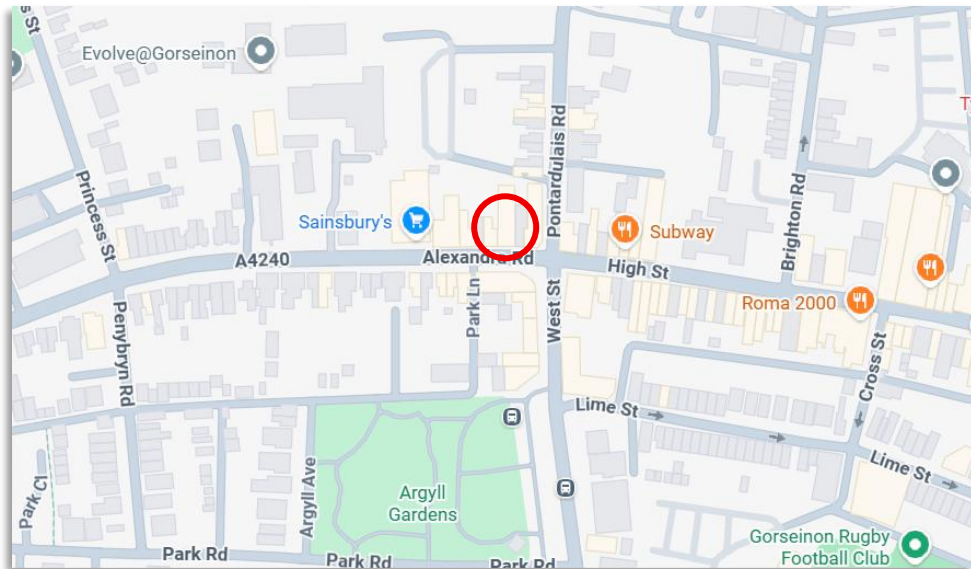 s St
Evolve@Gorseinon
Princess St
Pontardulais Rd
Brighton Rd
T
Sainsbury's
Subway
A4240
Alexandra Rd
High St
Roma 2000
Park Ln
West St
Penybryn Rd
Cross St
Lime St
Lime St
Argyll Ave
Argyll
Gardens
Park Cl
Gorseinon Rugby
Football Club
Park Rd
Park Rd
Park Rd